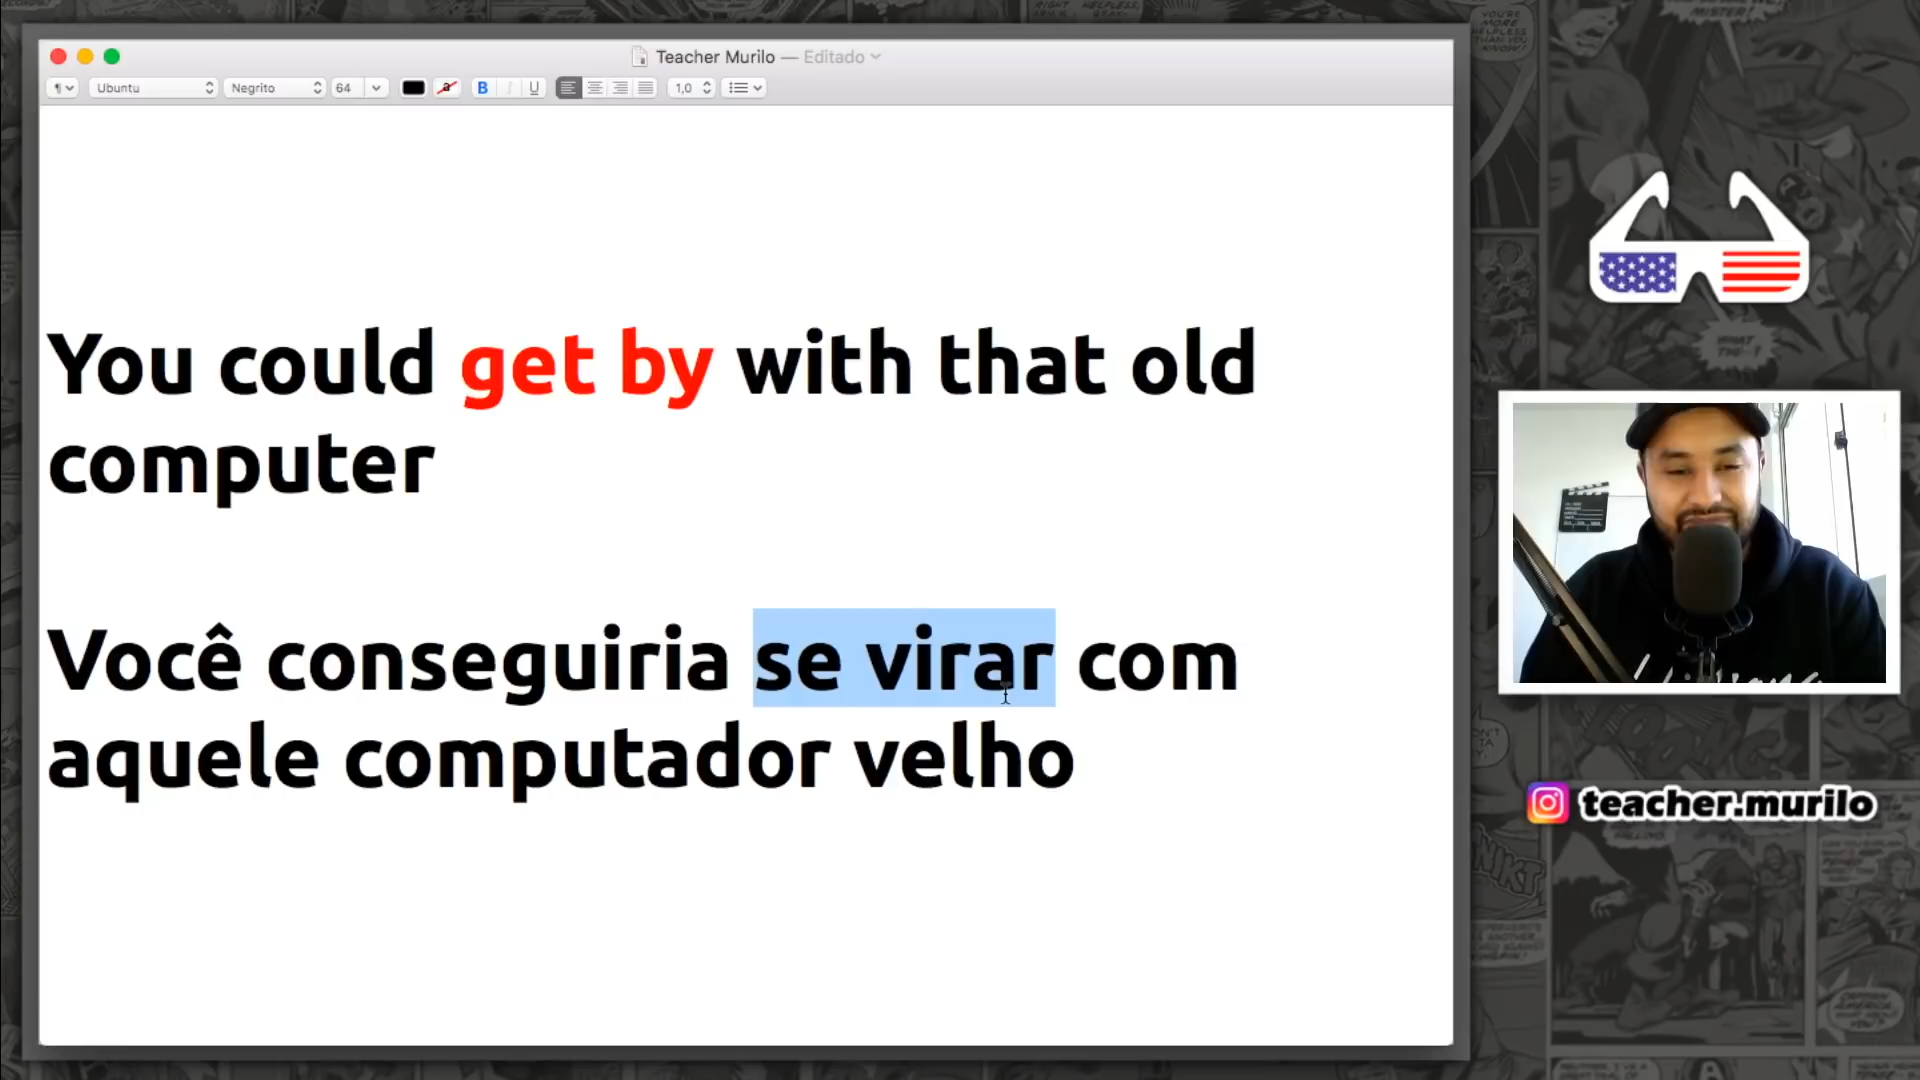 Teacher Murilo — Editado
Ubuntu Negrito 64 B I U 1,0
You could get by with that old
computer
Você conseguiria se virar com
aquele computador velho
teacher.murilo